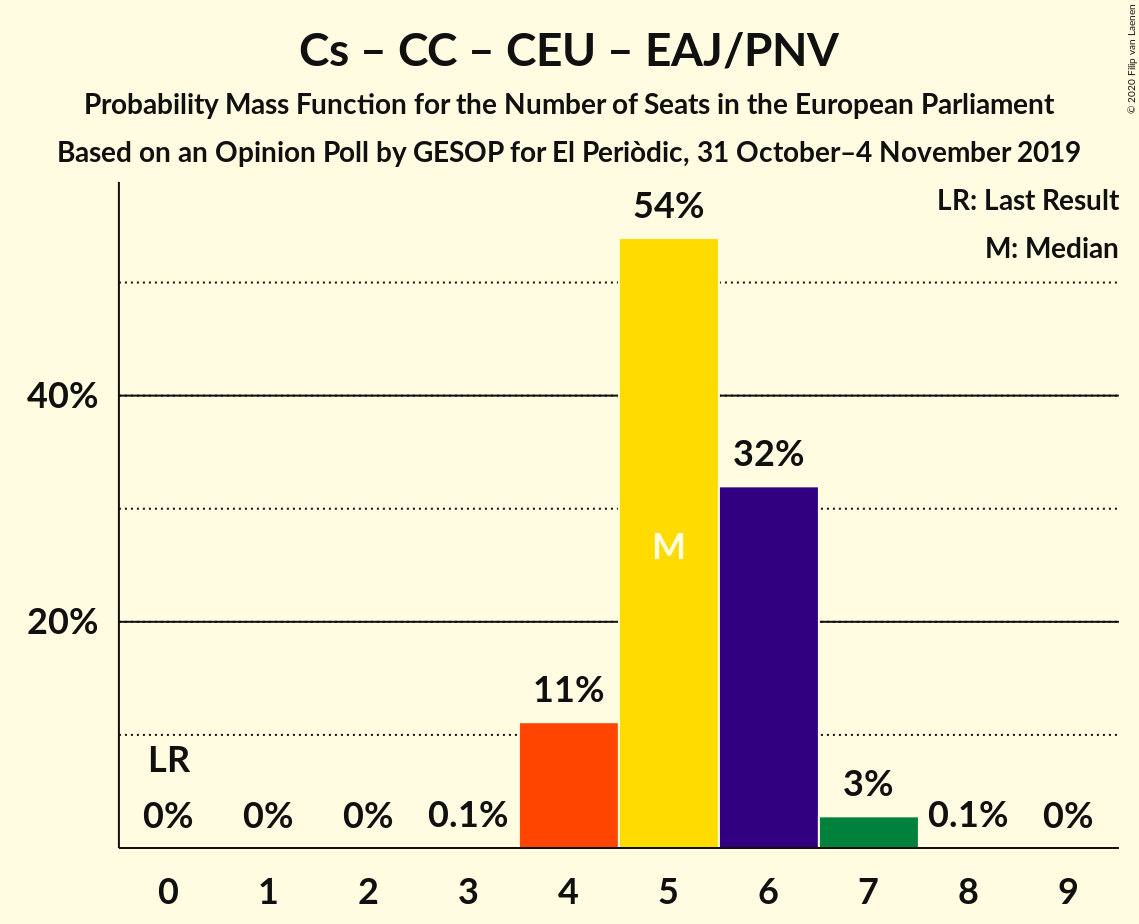 Cs – CC – CEU – EAJ/PNV
Probability Mass Function for the Number of Seats in the European Parliament
Based on an Opinion Poll by GESOP for El Periòdic, 31 October–4 November 2019
© 2020 Filip van Laenen
LR: Last Result
M: Median
54%
40%
32%
M
20%
11%
LR
3%
0% 0% 0% 0.1% 0.1% 0%
0 1 2 3 4 5 6 7 8 9